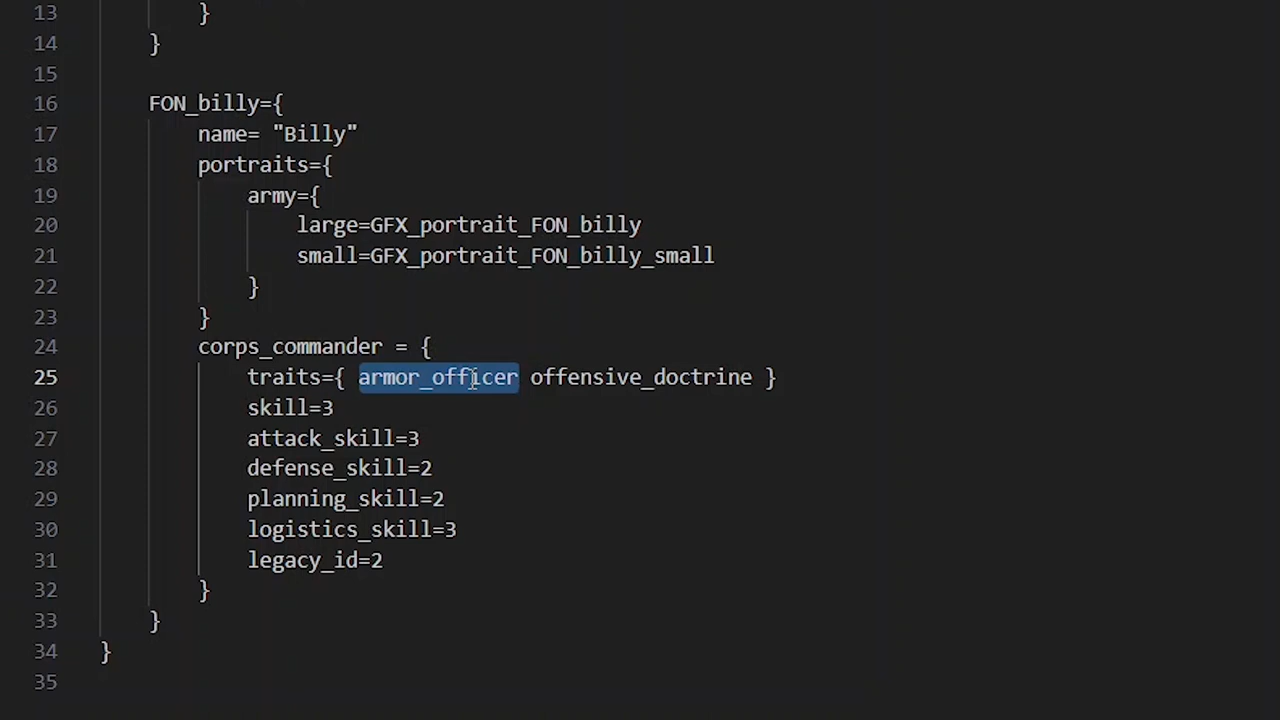 13 }
14 }
15
16 FON_billy={
17 name= "Billy"
18 portraits={
19 army={
20 large=GFX_portrait_FON_billy
21 small=GFX_portrait_FON_billy_small
22 }
23 }
24 corps_commander = {
25 traits={ armor_officer offensive_doctrine }
26 skill=3
27 attack_skill=3
28 defense_skill=2
29 planning_skill=2
30 logistics_skill=3
31 legacy_id=2
32 }
33 }
34 }
35